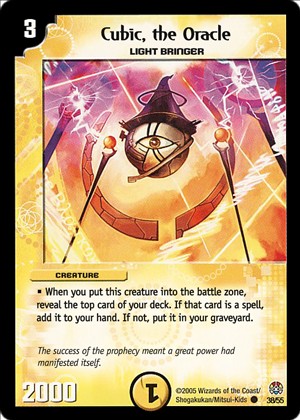 3
Cubic, the Oracle
LIGHT BRINGER
CREATURE
▪ When you put this creature into the battle zone,
reveal the top card of your deck. If that card is a spell,
add it to your hand. If not, put it in your graveyard.
The success of the prophecy meant a great power had
manifested itself.
2000
1
©2005 Wizards of the Coast/
Shogakukan/Mitsui-Kids ● 38/55